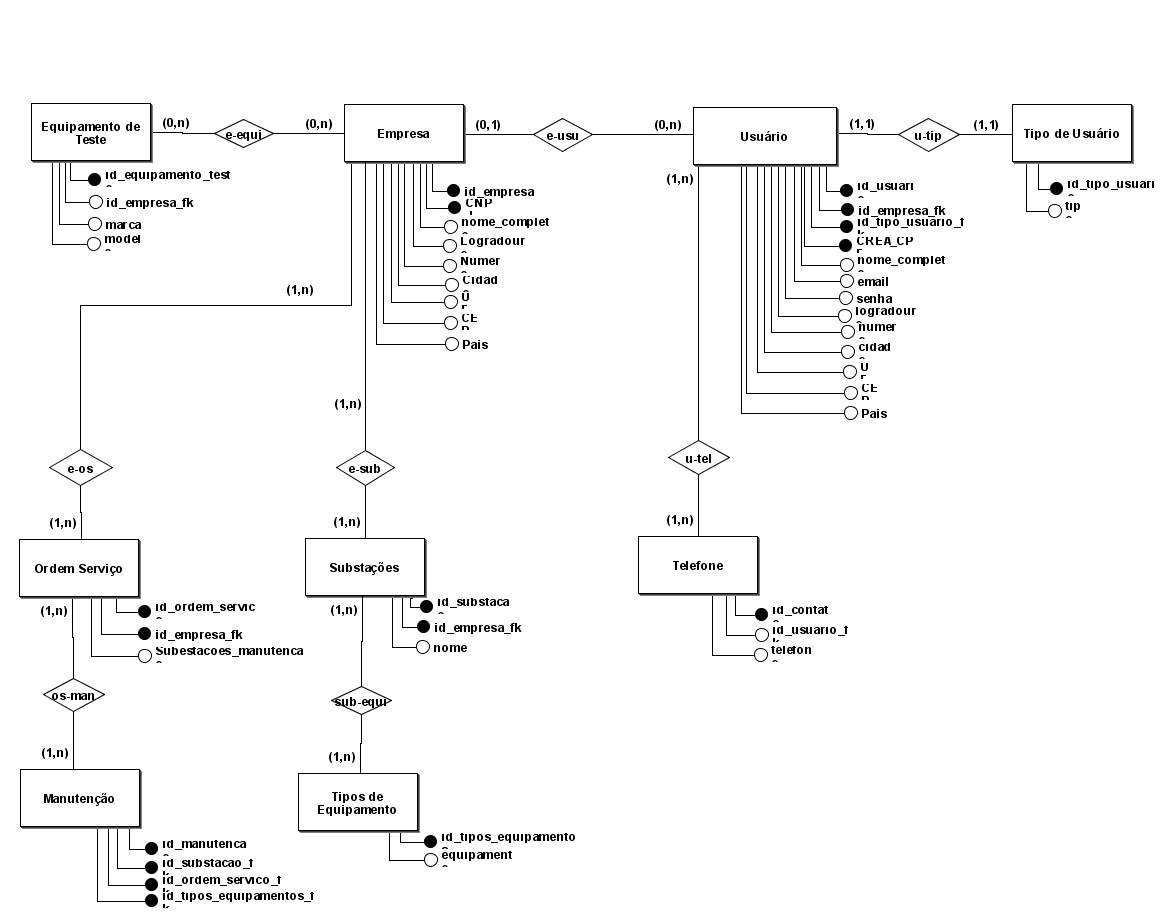 Equipamento de
Teste
(0,n)
e-equi
(0,n)
Empresa
(0,1)
e-usu
(0,n)
Usuário
(1,1)
u-tip
(1,1)
Tipo de Usuário
id_equipamento_test
id_empresa_fk
marca
model
id_empresa
CNP
nome_complet
Logradour
Numer
Cidad
U
CE
Pais
(1,n)
id_usuari
id_empresa_fk
id_tipo_usuario_f
CREA_CP
nome_complet
email
senha
logradour
numer
cidad
U
CE
Pais
id_tipo_usuari
tip
(1,n)
(1,n)
e-os
e-sub
u-tel
(1,n)
(1,n)
(1,n)
Ordem Serviço
Substações
Telefone
(1,n)
id_ordem_servic
id_empresa_fk
Subestacoes_manutenca
(1,n)
id_substaca
id_empresa_fk
nome
id_contat
id_usuario_f
telefon
os-man
sub-equi
(1,n)
(1,n)
Manutenção
Tipos de
Equipamento
id_manutenca
id_substacao_f
id_ordem_servico_f
id_tipos_equipamentos_f
id_tipos_equipamento
equipament